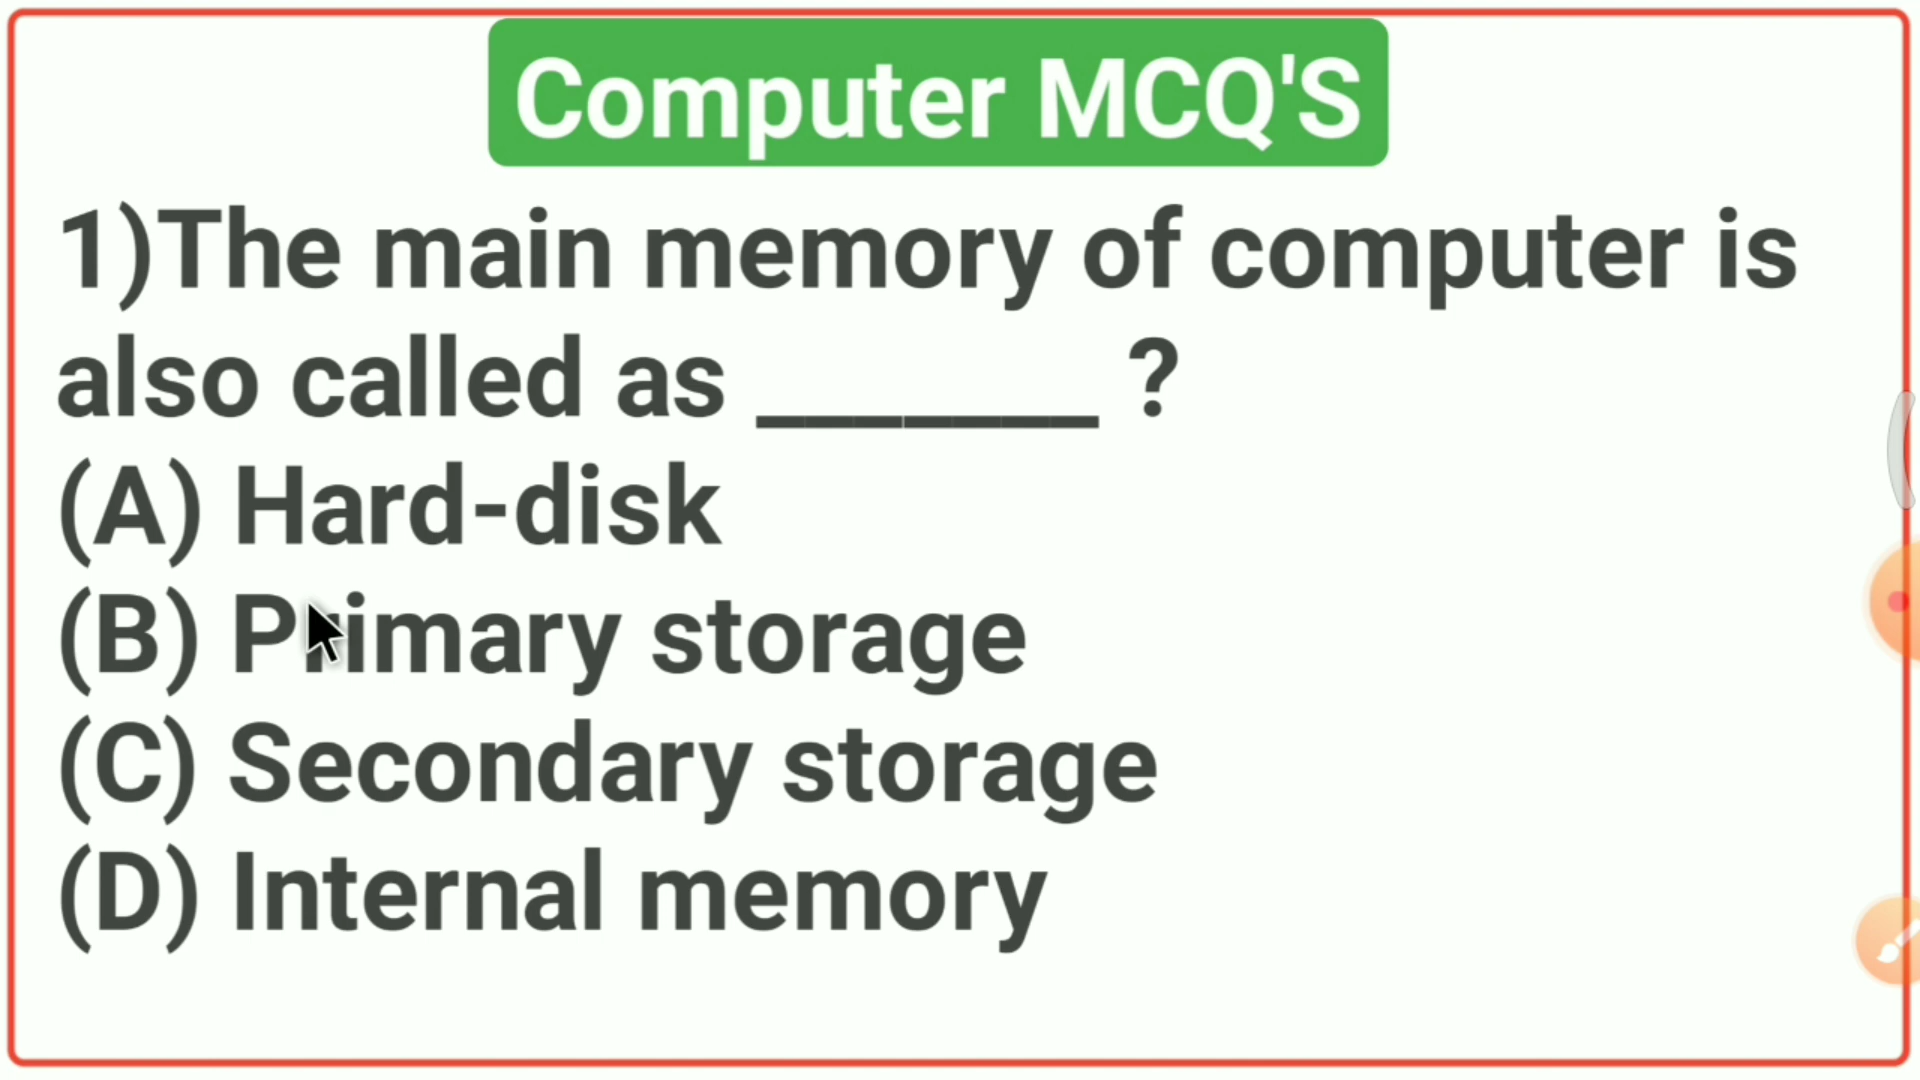 Computer MCQ'S
1)The main memory of computer is
also called as _______ ?
(A) Hard-disk
(B) Primary storage
(C) Secondary storage
(D) Internal memory